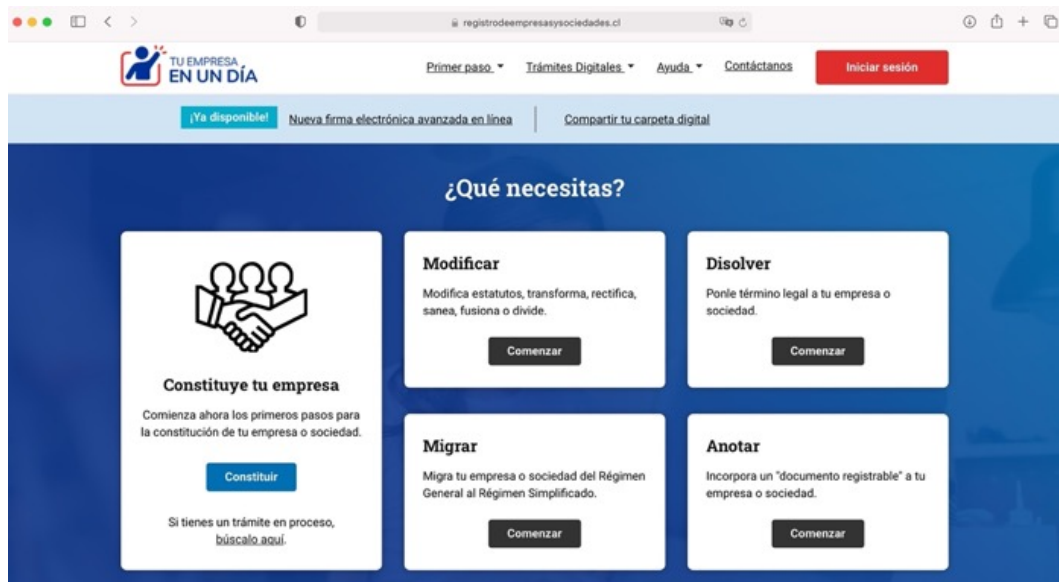 registrodeempresasysociedades.cl
TU EMPRESA
EN UN DÍA
Primer paso
Trámites Digitales
Ayuda
Contáctanos
Iniciar sesión
¡Ya disponible!
Nueva firma electrónica avanzada en línea
Compartir tu carpeta digital
¿Qué necesitas?
Constituye tu empresa
Comienza ahora los primeros pasos para
la constitución de tu empresa o sociedad.
Constituir
Si tienes un trámite en proceso,
búscalo aquí.
Modificar
Modifica estatutos, transforma, rectifica,
sanea, fusiona o divide.
Comenzar
Disolver
Ponle término legal a tu empresa o
sociedad.
Comenzar
Migrar
Migra tu empresa o sociedad del Régimen
General al Régimen Simplificado.
Comenzar
Anotar
Incorpora un "documento registrable" a tu
empresa o sociedad.
Comenzar